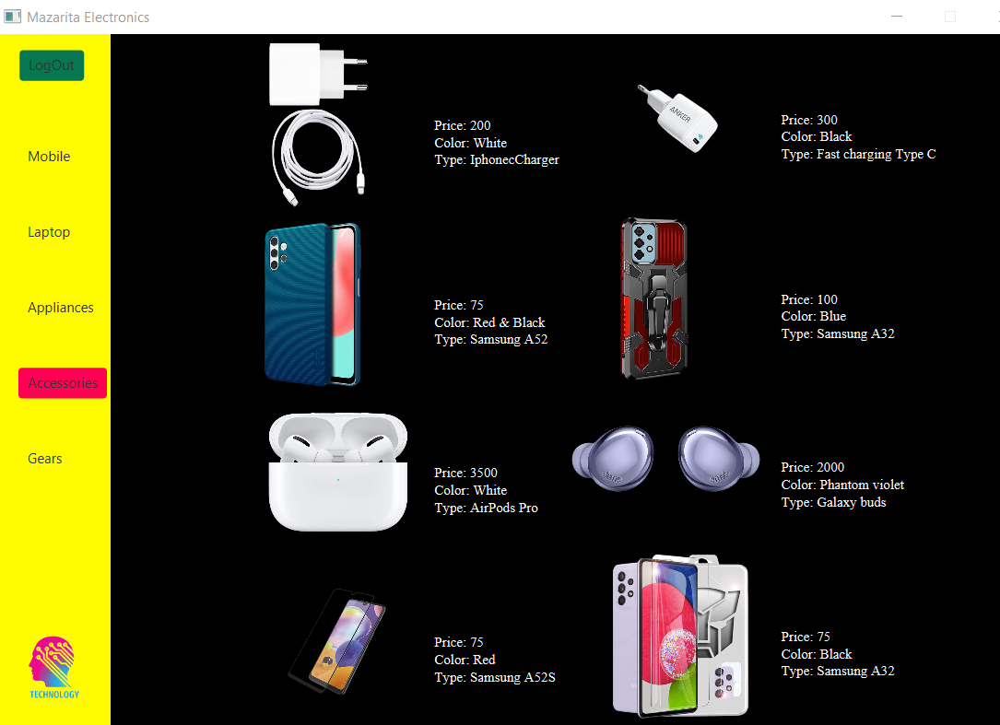 Mazarita Electronics
LogOut
Mobile
Laptop
Appliances
Accessories
Gears
TECHNOLOGY
Price: 200
Color: White
Type: IphonecCharger
ANKER
Price: 300
Color: Black
Type: Fast charging Type C
Price: 75
Color: Red & Black
Type: Samsung A52
Price: 100
Color: Blue
Type: Samsung A32
Price: 3500
Color: White
Type: AirPods Pro
Price: 2000
Color: Phantom violet
Type: Galaxy buds
Price: 75
Color: Red
Type: Samsung A52S
Price: 75
Color: Black
Type: Samsung A32